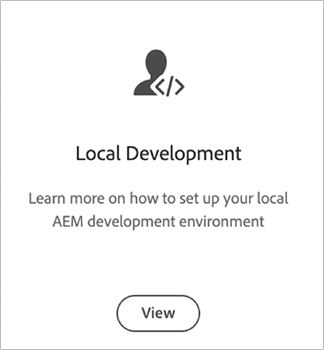 Local Development
Learn more on how to set up your local
AEM development environment
View